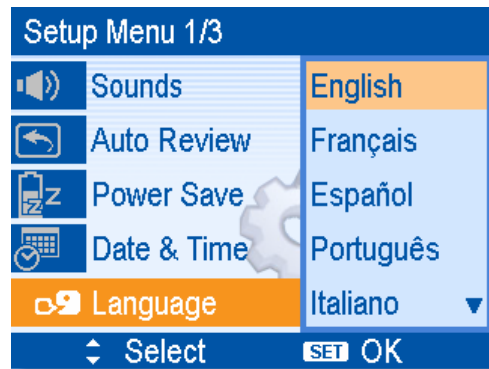 Setup Menu 1/3
Sounds
Auto Review
Power Save
Date & Time
Language
English
Français
Español
Português
Italiano
Select
SET OK